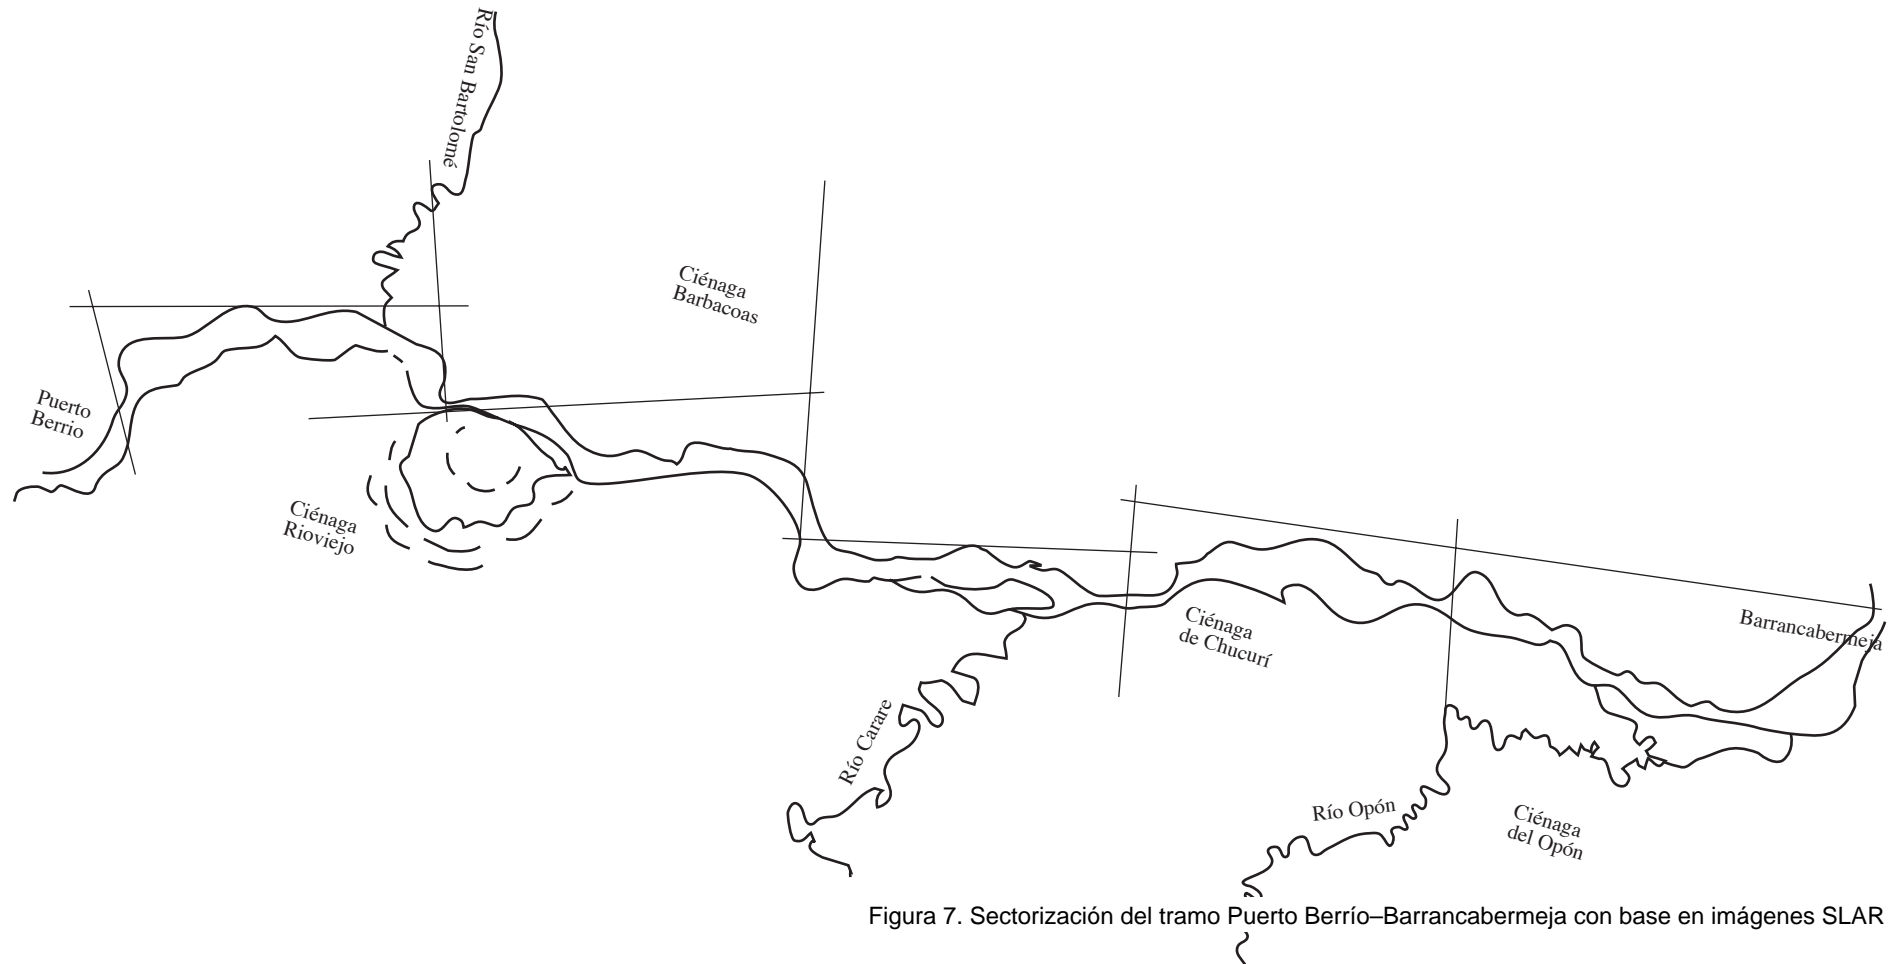 Río San Bartolomé
Ciénaga
Barbacoas
Puerto
Berrio
Ciénaga
Rioviejo
Ciénaga
de Chucurí
Barrancabermeja
Río Carare
Río Opón
Ciénaga
del Opón
Figura 7. Sectorización del tramo Puerto Berrío–Barrancabermeja con base en imágenes SLAR